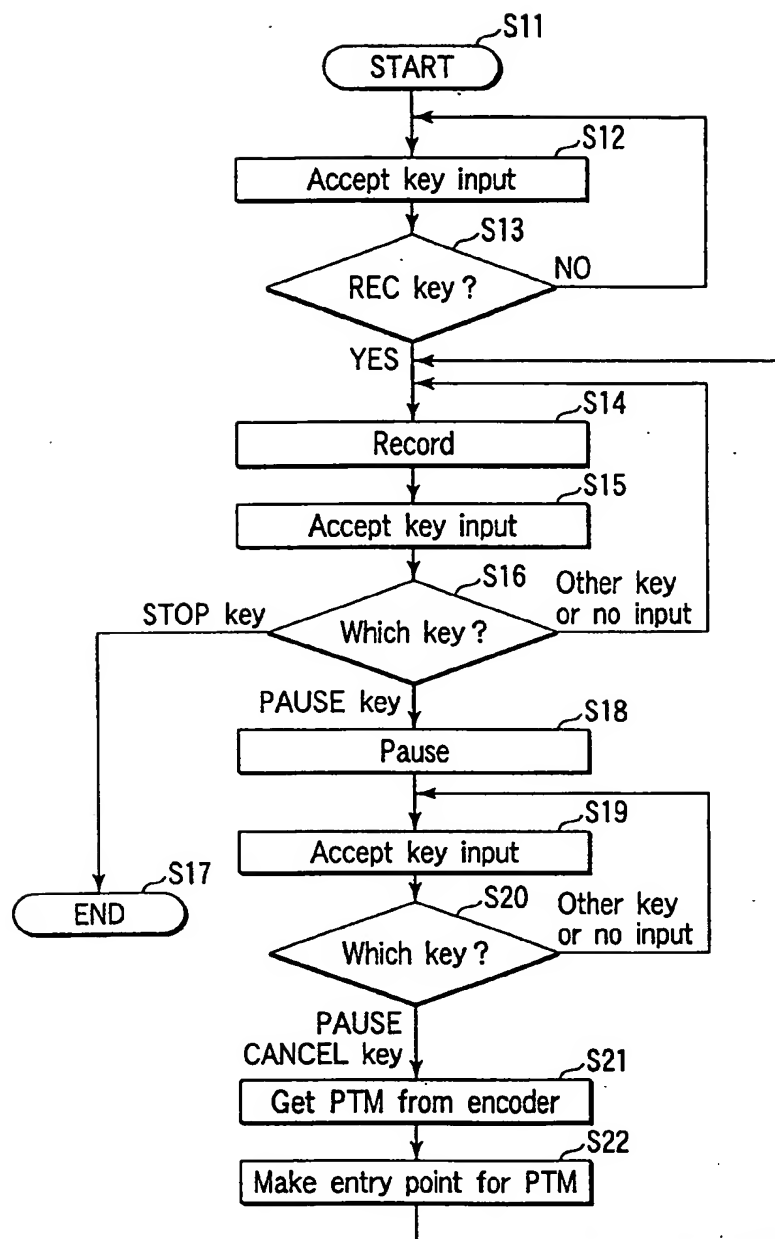 S11
START
S12
Accept key input
S13
REC key?
NO
YES
S14
Record
S15
Accept key input
S16
Other key
or no input
STOP key
Which key?
PAUSE key
S18
Pause
S19
Accept key input
S17
END
S20
Other key
or no input
Which key?
PAUSE
CANCEL key
S21
Get PTM from encoder
S22
Make entry point for PTM